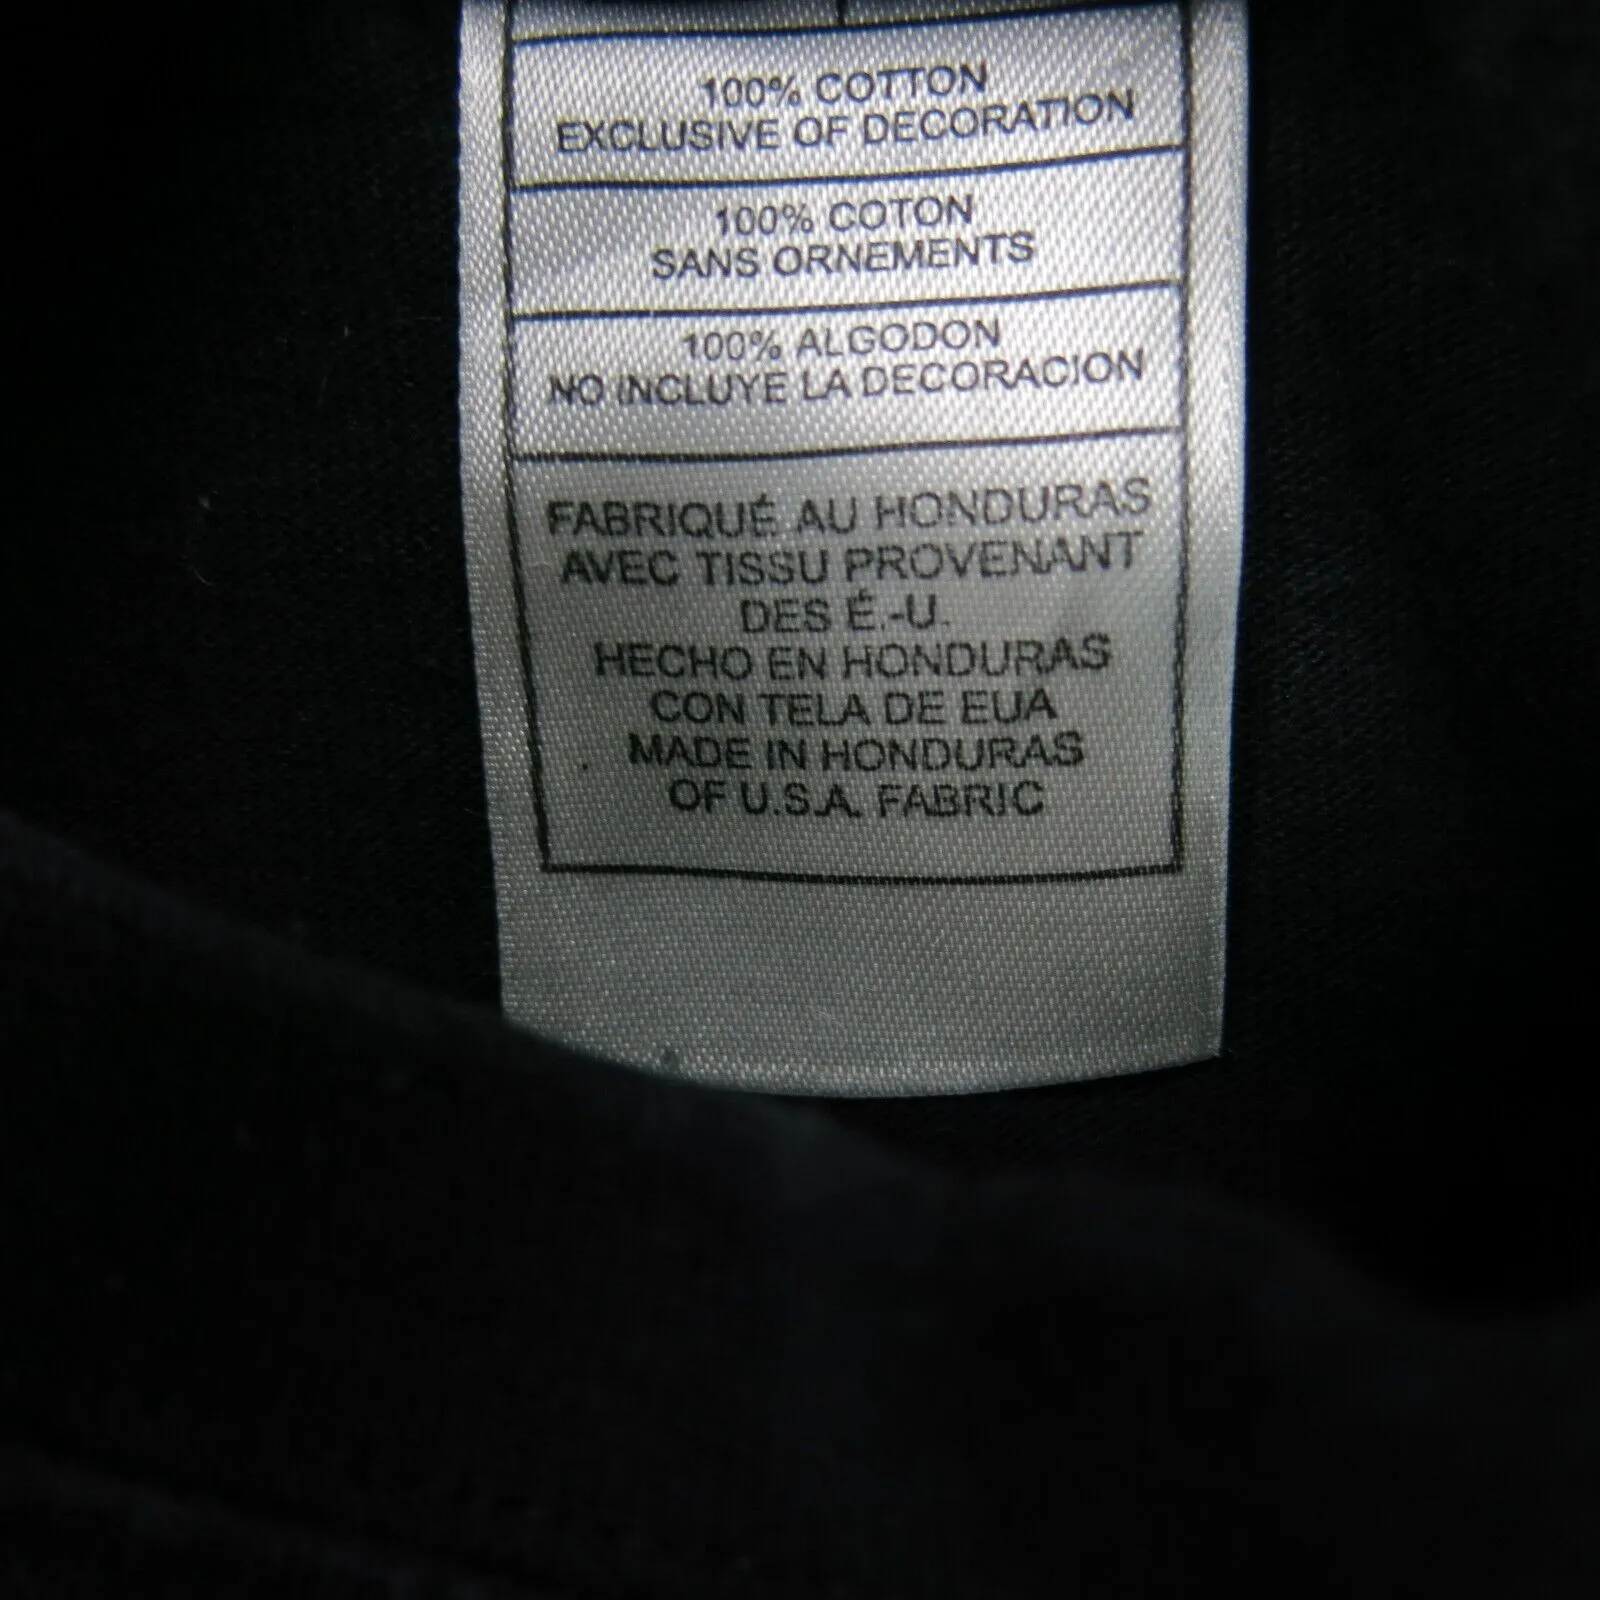 100% COTTON
EXCLUSIVE OF DECORATION
100% COTON
SANS ORNEMENTS
100% ALGODON
NO INCLUYE LA DECORACION
FABRIQUÉ AU HONDURAS
AVEC TISSU PROVENANT
DES É.-U.
HECHO EN HONDURAS
CON TELA DE EUA
MADE IN HONDURAS
OF U.S.A. FABRIC